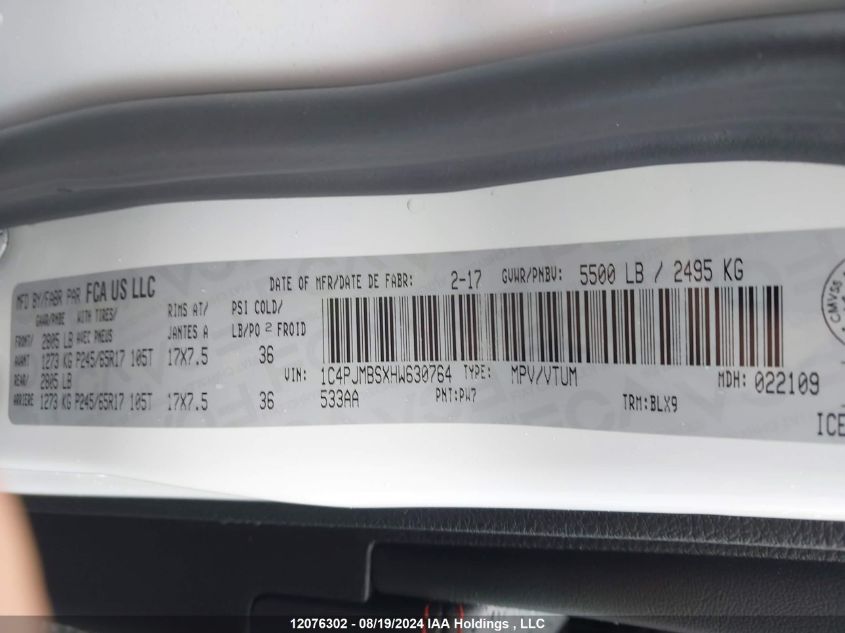 MFD BY/FABR PAR FCA US LLC
DATE OF MFR/DATE DE FABR: 2-17 GVWR/PNBV: 5500 LB / 2495 KG
GAWR/PNBE WITH TIRES/ RIMS AT/ PSI COLD/
FRONT/ 2805 LB AVEC PNEUS JANTES A LB/PO 2 FROID
AVANT 1273 KG P245/65R17 105T 17X7.5 36
REAR/ 2805 LB
ARRIERE 1273 KG P245/65R17 105T 17X7.5 36
VIN: 1C4PJMBSXHW630764 TYPE: MPV/VTUM MDH: 022109
533AA PNT:PW7 TRM:BLX9
CMVSS
ICE
12076302 - 08/19/2024 IAA Holdings , LLC